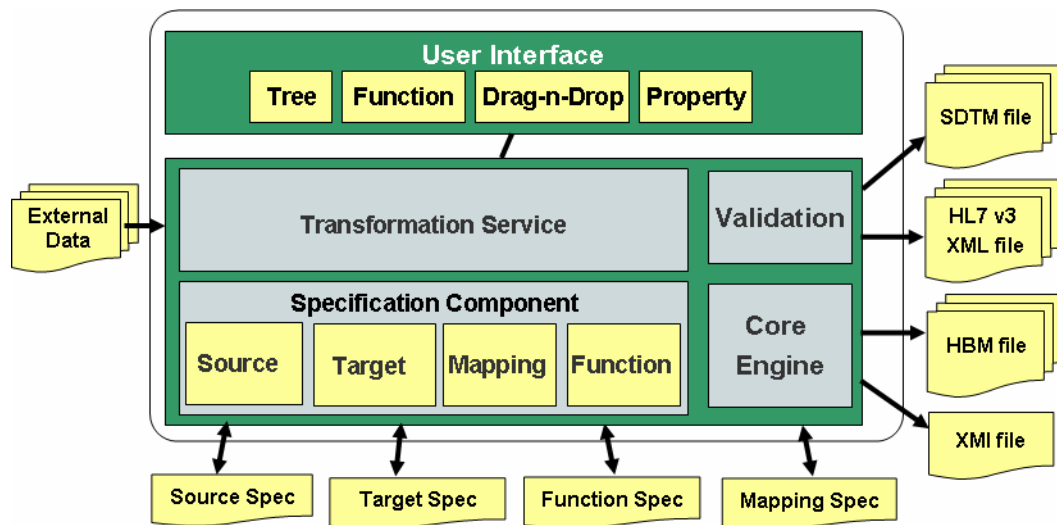 User Interface
Tree
Function
Drag-n-Drop
Property
External
Data
Transformation Service
Validation
Specification Component
Source
Target
Mapping
Function
Core
Engine
SDTM file
HL7 v3
XML file
HBM file
XMI file
Source Spec
Target Spec
Function Spec
Mapping Spec